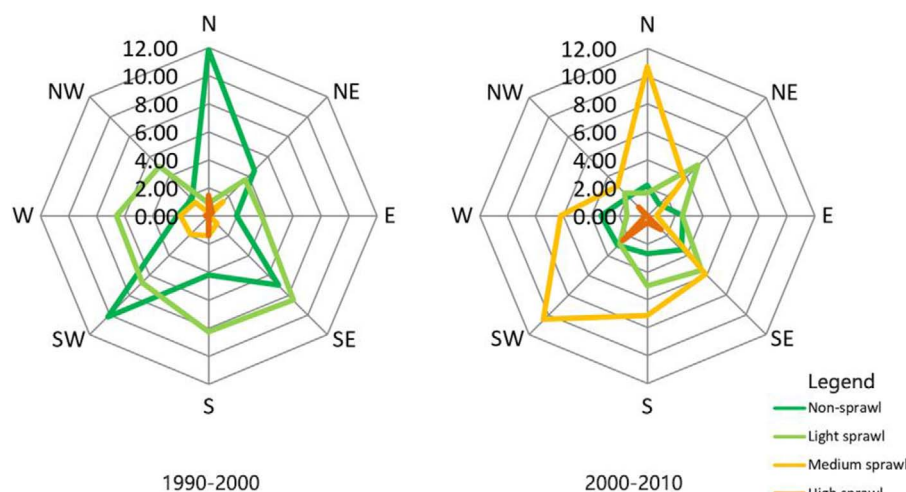 N
12.00
10.00
8.00
6.00
4.00
2.00
0.00
NW
NE
W
E
SW
SE
S
1990-2000
N
12.00
10.00
8.00
6.00
4.00
2.00
0.00
NW
NE
W
E
SW
SE
S
2000-2010
Legend
Non-sprawl
Light sprawl
Medium sprawl
High sprawl